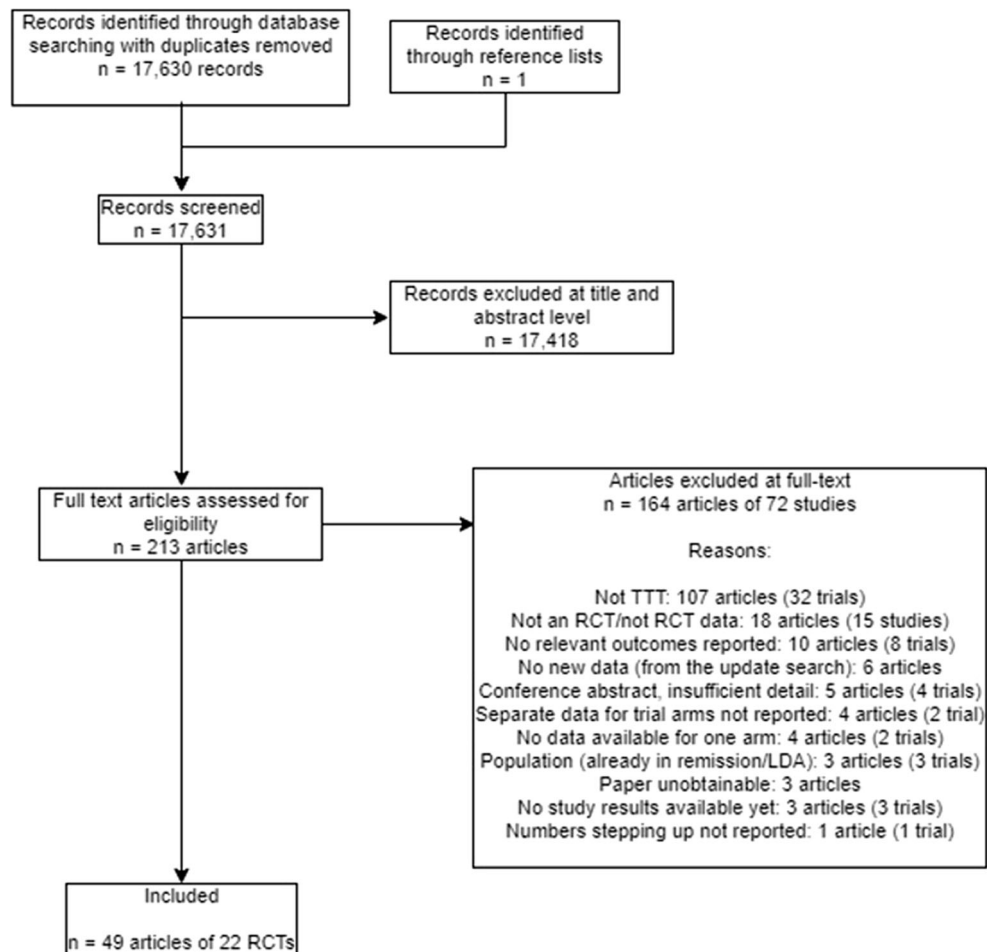 Records identified through database
searching with duplicates removed
n = 17,630 records
Records identified
through reference lists
n = 1
Records screened
n = 17,631
Records excluded at title and
abstract level
n = 17,418
Full text articles assessed for
eligibility
n = 213 articles
Articles excluded at full-text
n = 164 articles of 72 studies
Reasons:
Not TTT: 107 articles (32 trials)
Not an RCT/not RCT data: 18 articles (15 studies)
No relevant outcomes reported: 10 articles (8 trials)
No new data (from the update search): 6 articles
Conference abstract, insufficient detail: 5 articles (4 trials)
Separate data for trial arms not reported: 4 articles (2 trial)
No data available for one arm: 4 articles (2 trials)
Population (already in remission/LDA): 3 articles (3 trials)
Paper unobtainable: 3 articles
No study results available yet: 3 articles (3 trials)
Numbers stepping up not reported: 1 article (1 trial)
Included
n = 49 articles of 22 RCTs